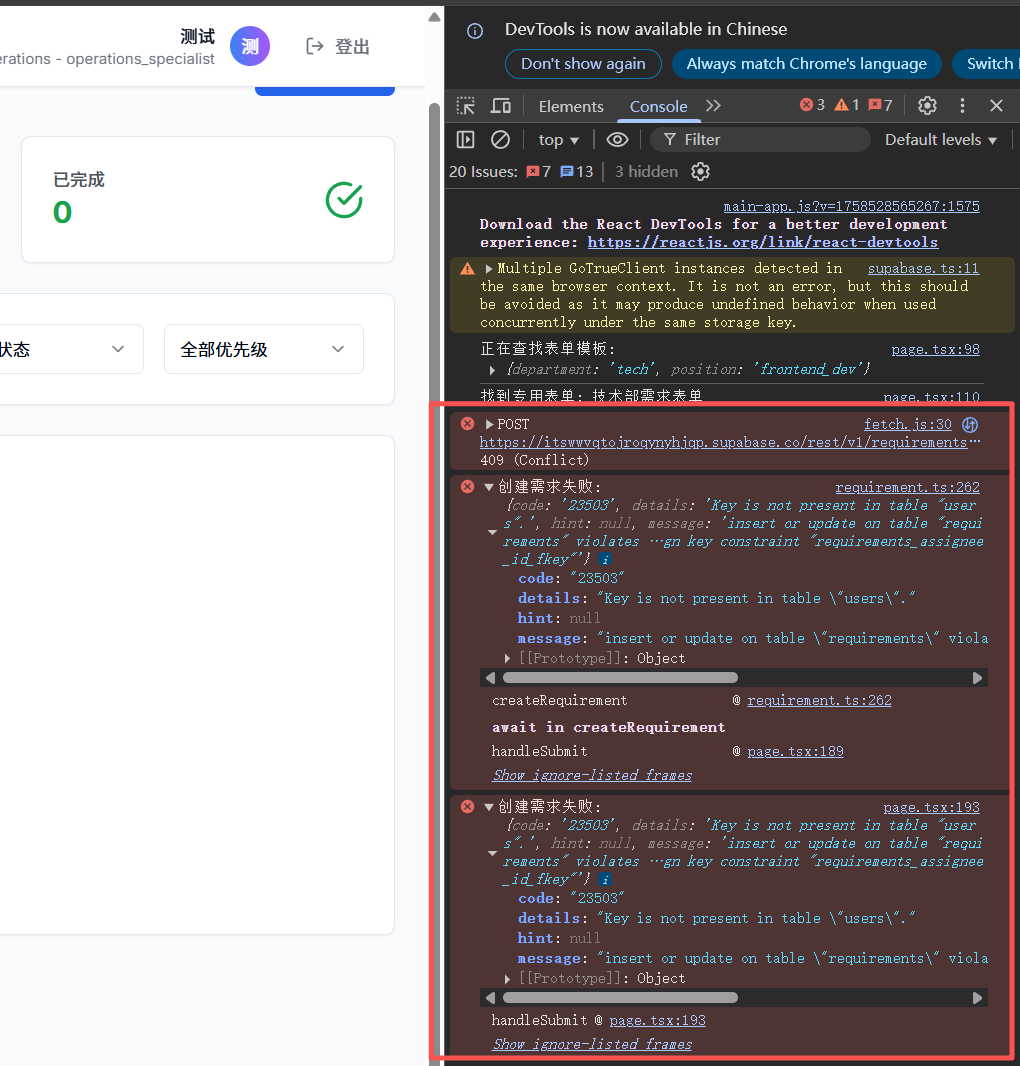 测试
测
登出
erations - operations_specialist
已完成
0
状态
全部优先级
DevTools is now available in Chinese
Don't show again
Always match Chrome's language
Switch
Elements
Console
3
1
7
top
Filter
Default levels
20 Issues:
7
13
3 hidden
main-app.js?v=1758528565267:1575
Download the React DevTools for a better development
experience: https://reactjs.org/link/react-devtools
Multiple GoTrueClient instances detected in
supabase.ts:11
the same browser context. It is not an error, but this should
be avoided as it may produce undefined behavior when used
concurrently under the same storage key.
正在查找表单模板:
page.tsx:98
{department: 'tech', position: 'frontend_dev'}
找到专用表单: 技术部需求表单
page.tsx:110
POST
fetch.js:30
https://itswwvqtojroqynyhjqp.supabase.co/rest/v1/requirements…
409 (Conflict)
创建需求失败:
requirement.ts:262
{code: '23503', details: 'Key is not present in table "user
s".', hint: null, message: 'insert or update on table "requi
rements" violates …gn key constraint "requirements_assignee
_id_fkey"'}
code: "23503"
details: "Key is not present in table \"users\"."
hint: null
message: "insert or update on table \"requirements\" viola
[[Prototype]]: Object
createRequirement @ requirement.ts:262
await in createRequirement
handleSubmit @ page.tsx:189
Show ignore-listed frames
创建需求失败:
page.tsx:193
{code: '23503', details: 'Key is not present in table "user
s".', hint: null, message: 'insert or update on table "requi
rements" violates …gn key constraint "requirements_assignee
_id_fkey"'}
code: "23503"
details: "Key is not present in table \"users\"."
hint: null
message: "insert or update on table \"requirements\" viola
[[Prototype]]: Object
handleSubmit @ page.tsx:193
Show ignore-listed frames